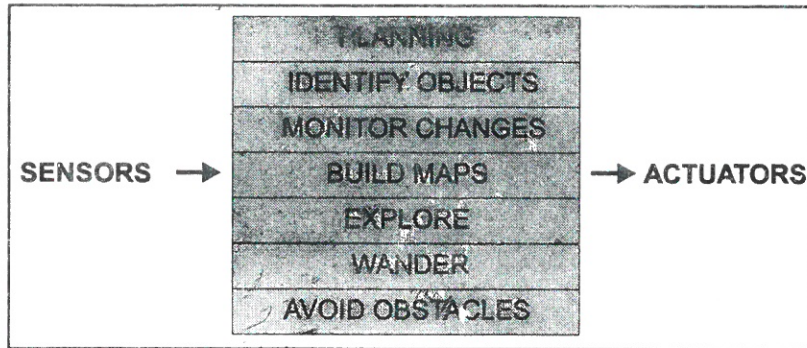 PLANNING
IDENTIFY OBJECTS
MONITOR CHANGES
SENSORS → BUILD MAPS → ACTUATORS
EXPLORE
WANDER
AVOID OBSTACLES